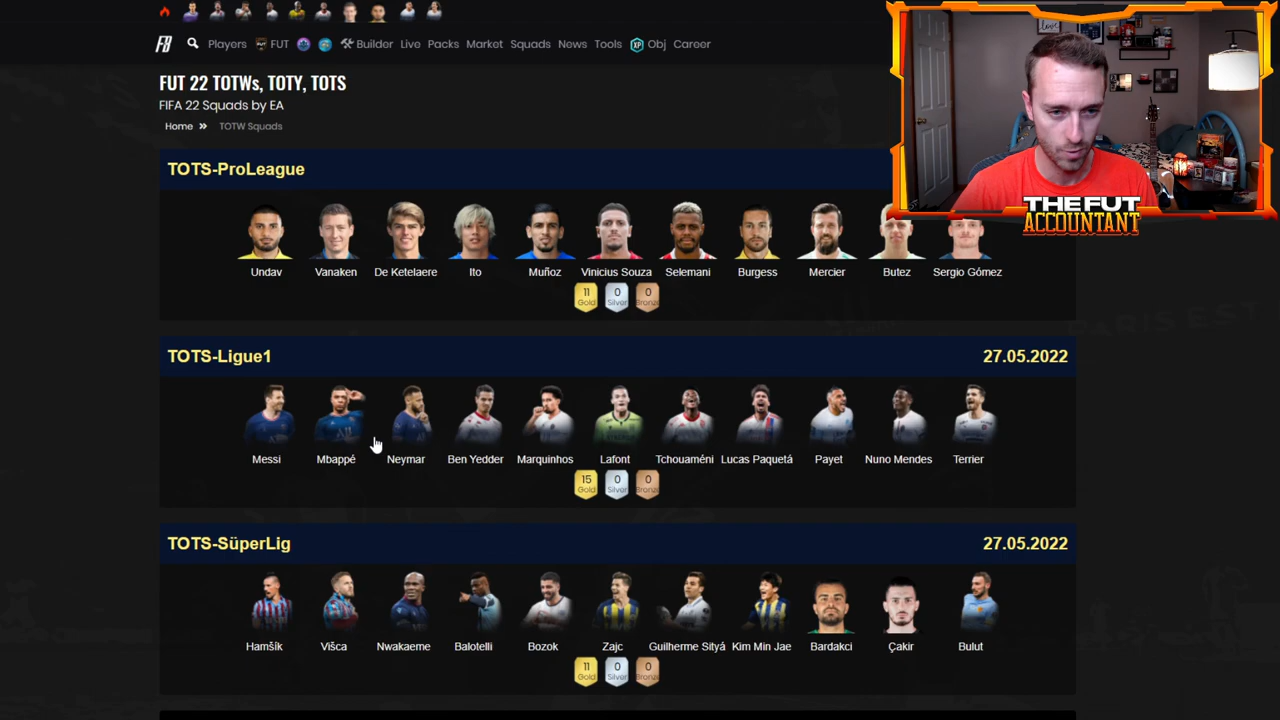 FB Players FUT Builder Live Packs Market Squads News Tools XP Obj Career
FUT 22 TOTWs, TOTY, TOTS
FIFA 22 Squads by EA
Home » TOTW Squads
THE FUT
ACCOUNTANT
TOTS-ProLeague
Undav Vanaken De Ketelaere Ito Muñoz Vinicius Souza Selemani Burgess Mercier Butez Sergio Gómez
11 0 0
Gold Silver Bronze
TOTS-Ligue1 27.05.2022
Messi Mbappé Neymar Ben Yedder Marquinhos Lafont Tchouaméni Lucas Paquetá Payet Nuno Mendes Terrier
15 0 0
Gold Silver Bronze
TOTS-SüperLig 27.05.2022
Hamšík Višca Nwakaeme Balotelli Bozok Zajc Guilherme Sityá Kim Min Jae Bardakci Çakir Bulut
11 0 0
Gold Silver Bronze